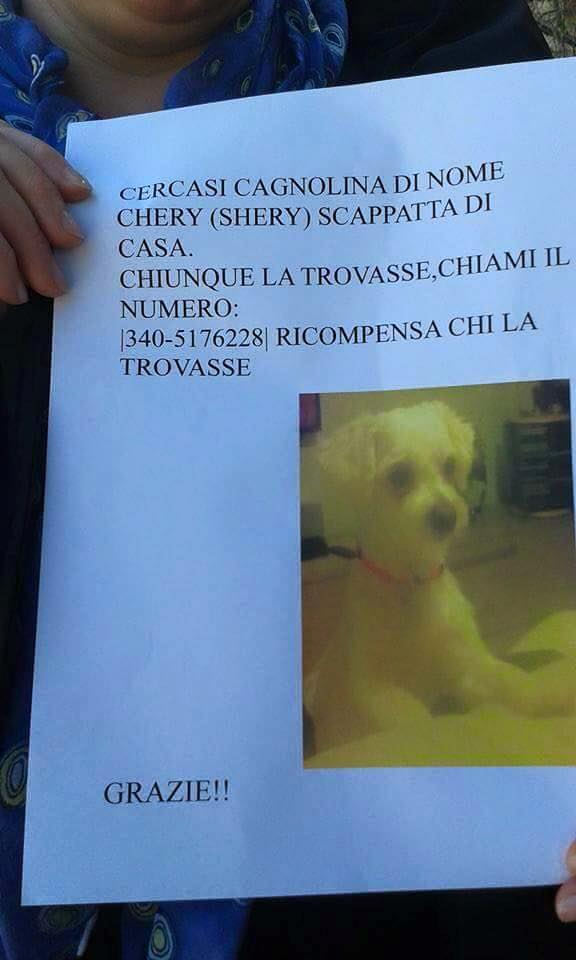 CERCASI CAGNOLINA DI NOME
CHERY (SHERY) SCAPPATTA DI
CASA.
CHIUNQUE LA TROVASSE,CHIAMI IL
NUMERO:
|340-5176228| RICOMPENSA CHI LA
TROVASSE
GRAZIE!!